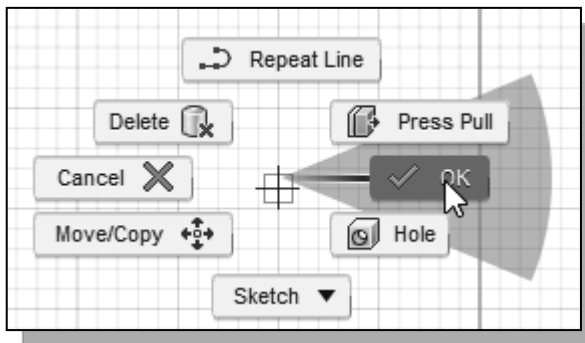 Repeat Line
Delete
Press Pull
Cancel
OK
Move/Copy
Hole
Sketch